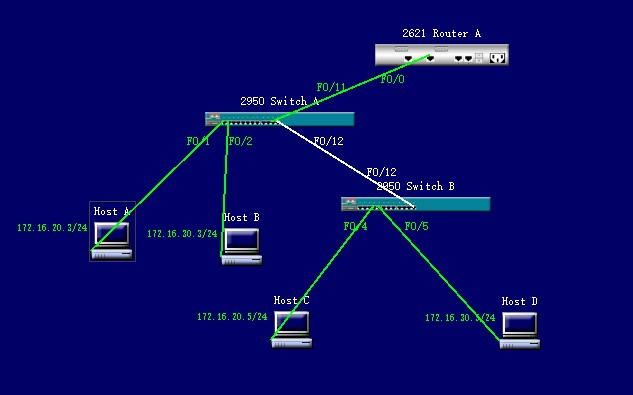 2621 Router A
F0/11
F0/0
2950 Switch A
F0/1
F0/2
F0/12
F0/12
2950 Switch B
Host A
172.16.20.3/24
Host B
172.16.30.3/24
F0/4
F0/5
Host C
172.16.20.5/24
Host D
172.16.30.5/24